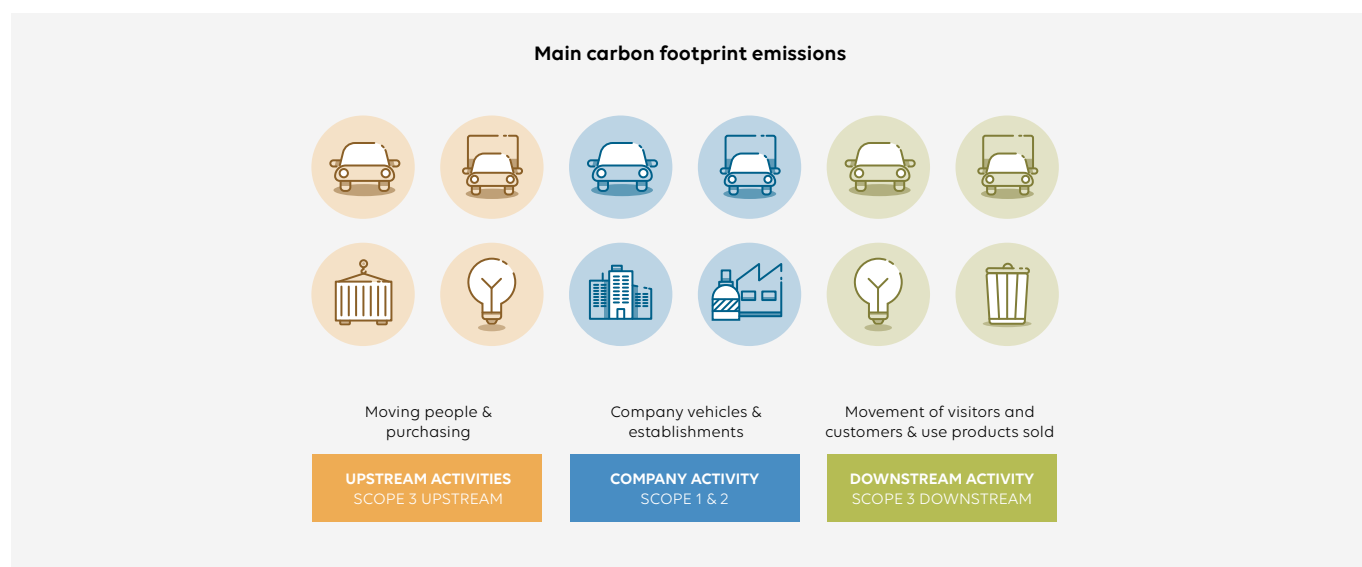 Main carbon footprint emissions
Moving people &
purchasing
UPSTREAM ACTIVITIES
SCOPE 3 UPSTREAM
Company vehicles &
establishments
COMPANY ACTIVITY
SCOPE 1 & 2
Movement of visitors and
customers & use products sold
DOWNSTREAM ACTIVITY
SCOPE 3 DOWNSTREAM